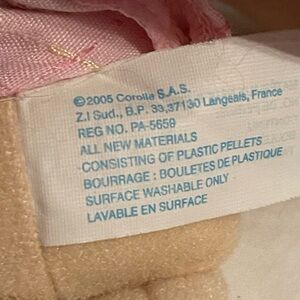 ©2005 Corolle S.A.S.
Z.I Sud., B.P. 33,37130 Langeais, France
REG NO. PA-5659
ALL NEW MATERIALS
CONSISTING OF PLASTIC PELLETS
BOURRAGE : BOULETES DE PLASTIQUE
SURFACE WASHABLE ONLY
LAVABLE EN SURFACE